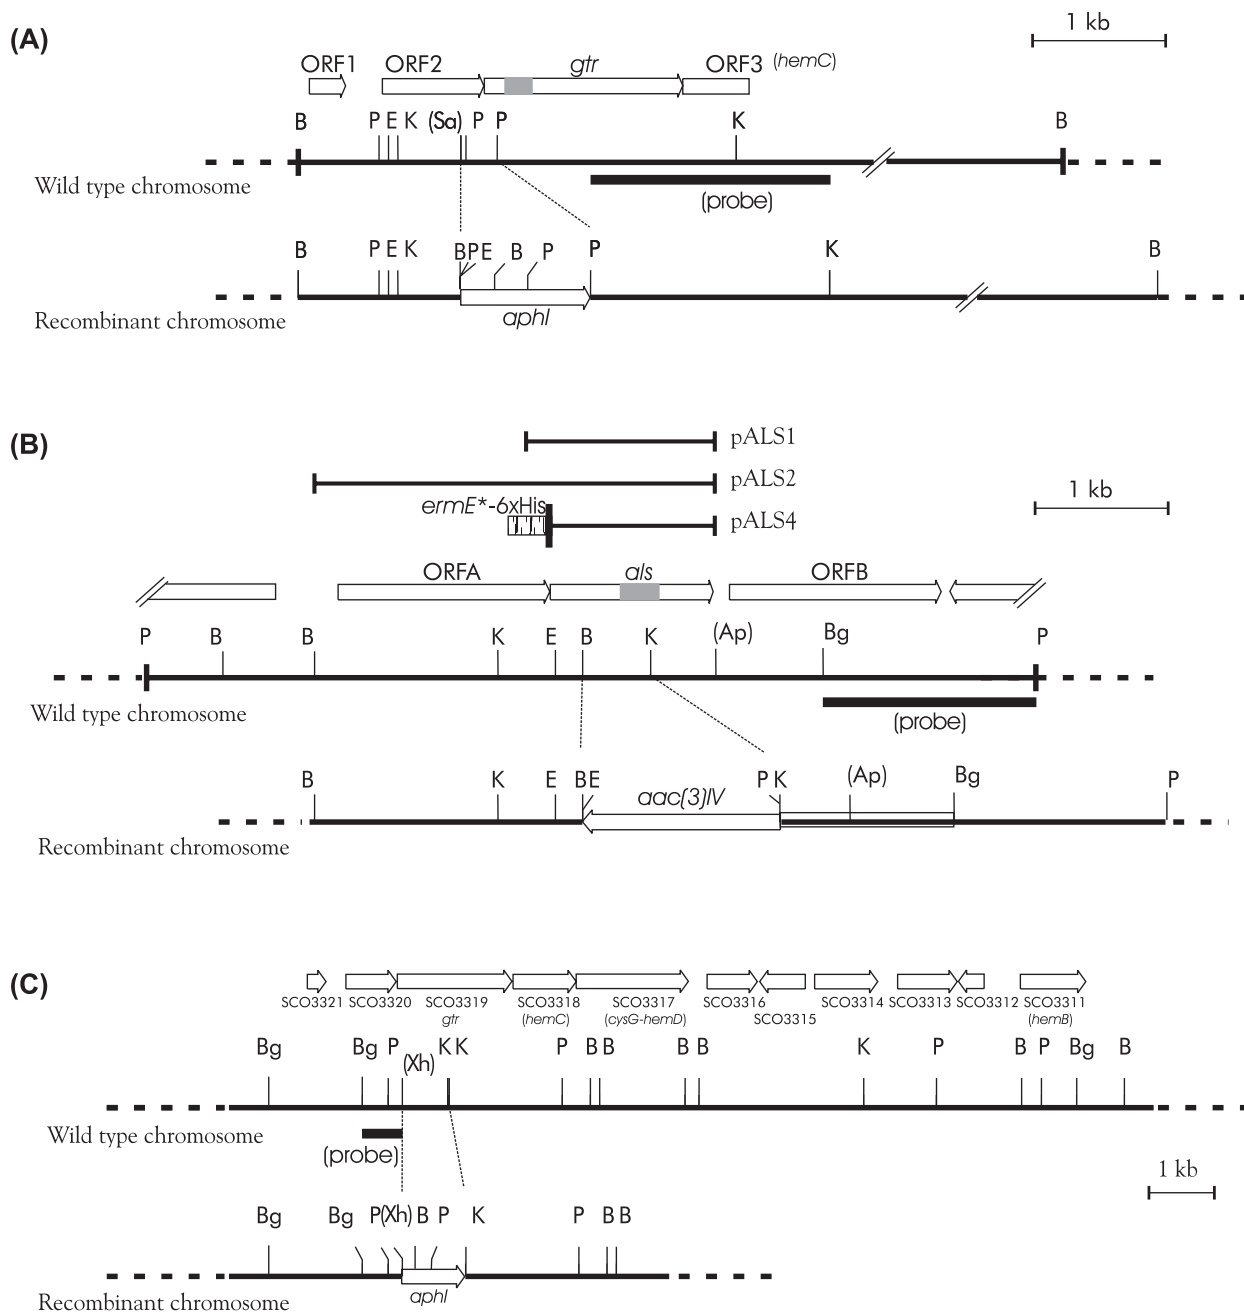 (A)
1 kb
ORF1 ORF2 gtr ORF3 (hemC)
B P E K (Sa) P P K B
Wild type chromosome
(probe)
B P E K B P E B P P K B
aphI
Recombinant chromosome
(B)
pALS1
pALS2
1 kb
ermE*-6xHis
pALS4
ORFA als ORFB
P B B K E B K (Ap) Bg P
Wild type chromosome
(probe)
B K E B E aac(3)IV P K (Ap) Bg P
Recombinant chromosome
(C)
SCO3321 SCO3320 SCO3319 SCO3318 SCO3317 SCO3316 SCO3314 SCO3313 SCO3312 SCO3311
gtr (hemC) (cysG-hemD) SCO3315 (hemB)
Bg Bg P (Xh) K K P B B B B K P B P Bg B
Wild type chromosome
(probe)
1 kb
Bg Bg P (Xh) B P K P B B
aphI
Recombinant chromosome